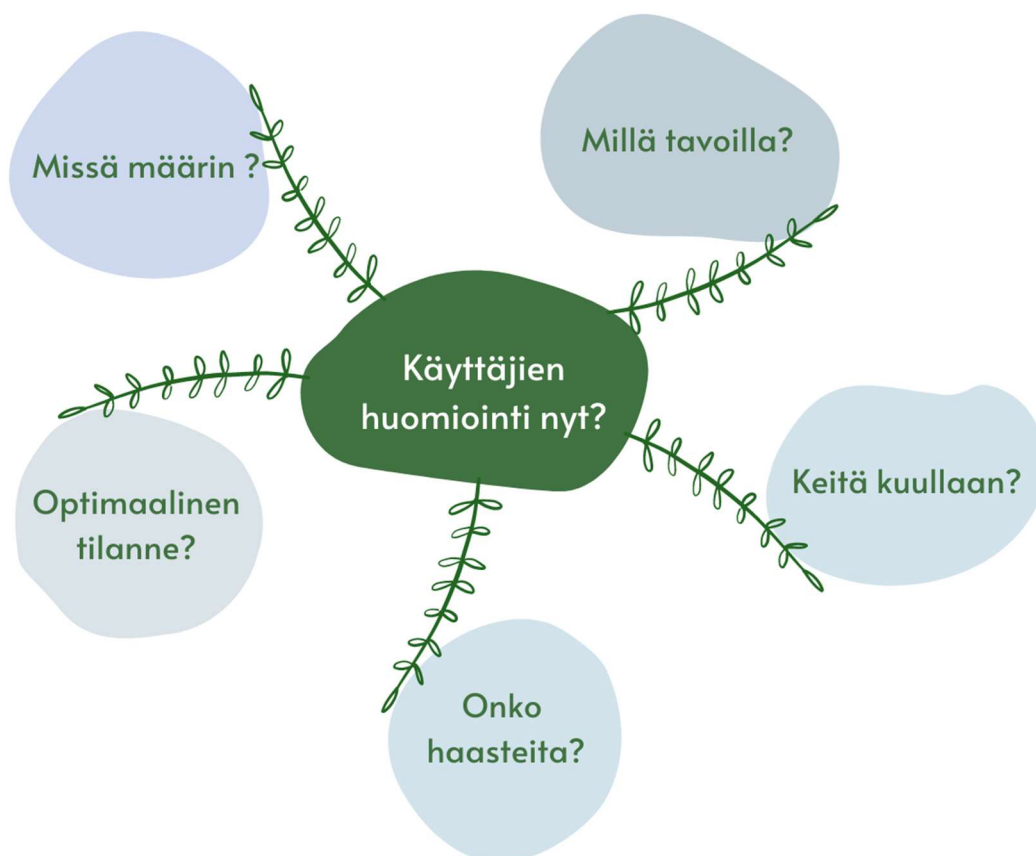 Missä määrin ?
Millä tavoilla?
Käyttäjien
huomiointi nyt?
Keitä kuullaan?
Optimaalinen
tilanne?
Onko
haasteita?